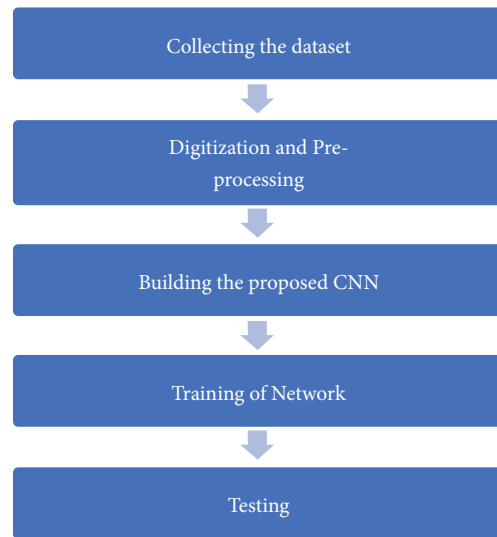 Collecting the dataset
Digitization and Pre-
processing
Building the proposed CNN
Training of Network
Testing